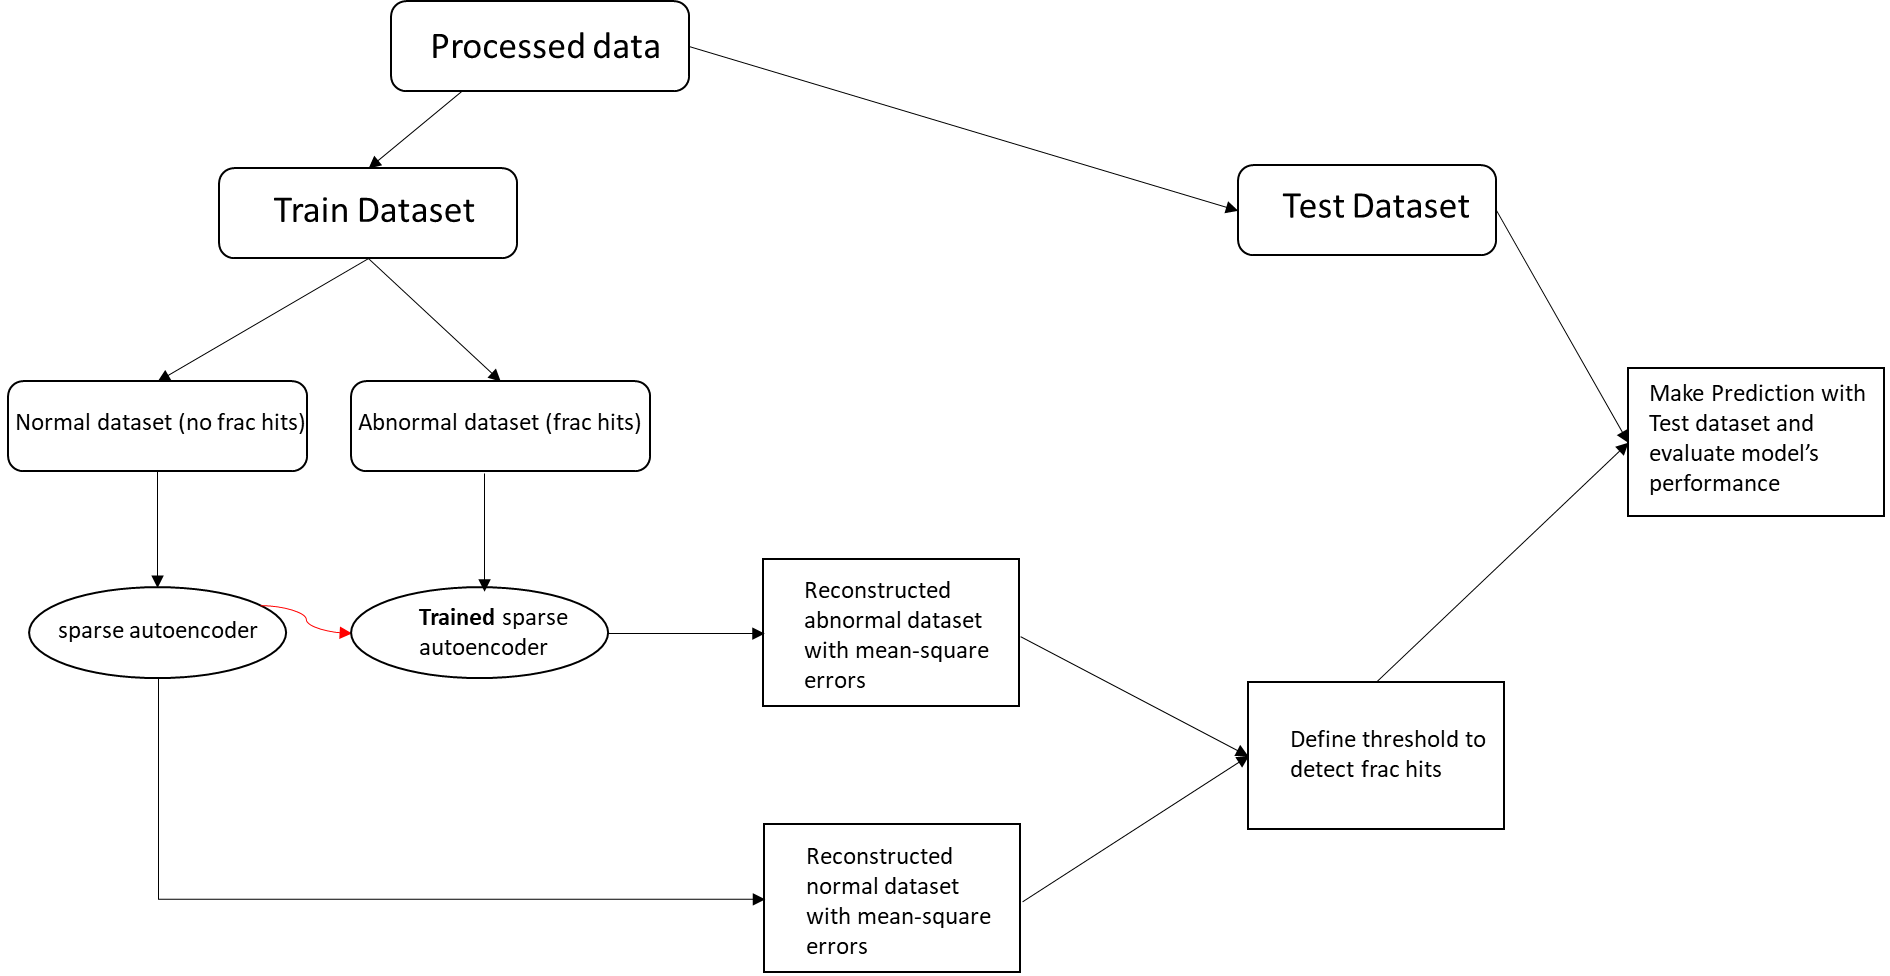 Processed data
Train Dataset
Test Dataset
Normal dataset (no frac hits)
Abnormal dataset (frac hits)
Make Prediction with
Test dataset and
evaluate model’s
performance
sparse autoencoder
Trained sparse
autoencoder
Reconstructed
abnormal dataset
with mean-square
errors
Define threshold to
detect frac hits
Reconstructed
normal dataset
with mean-square
errors